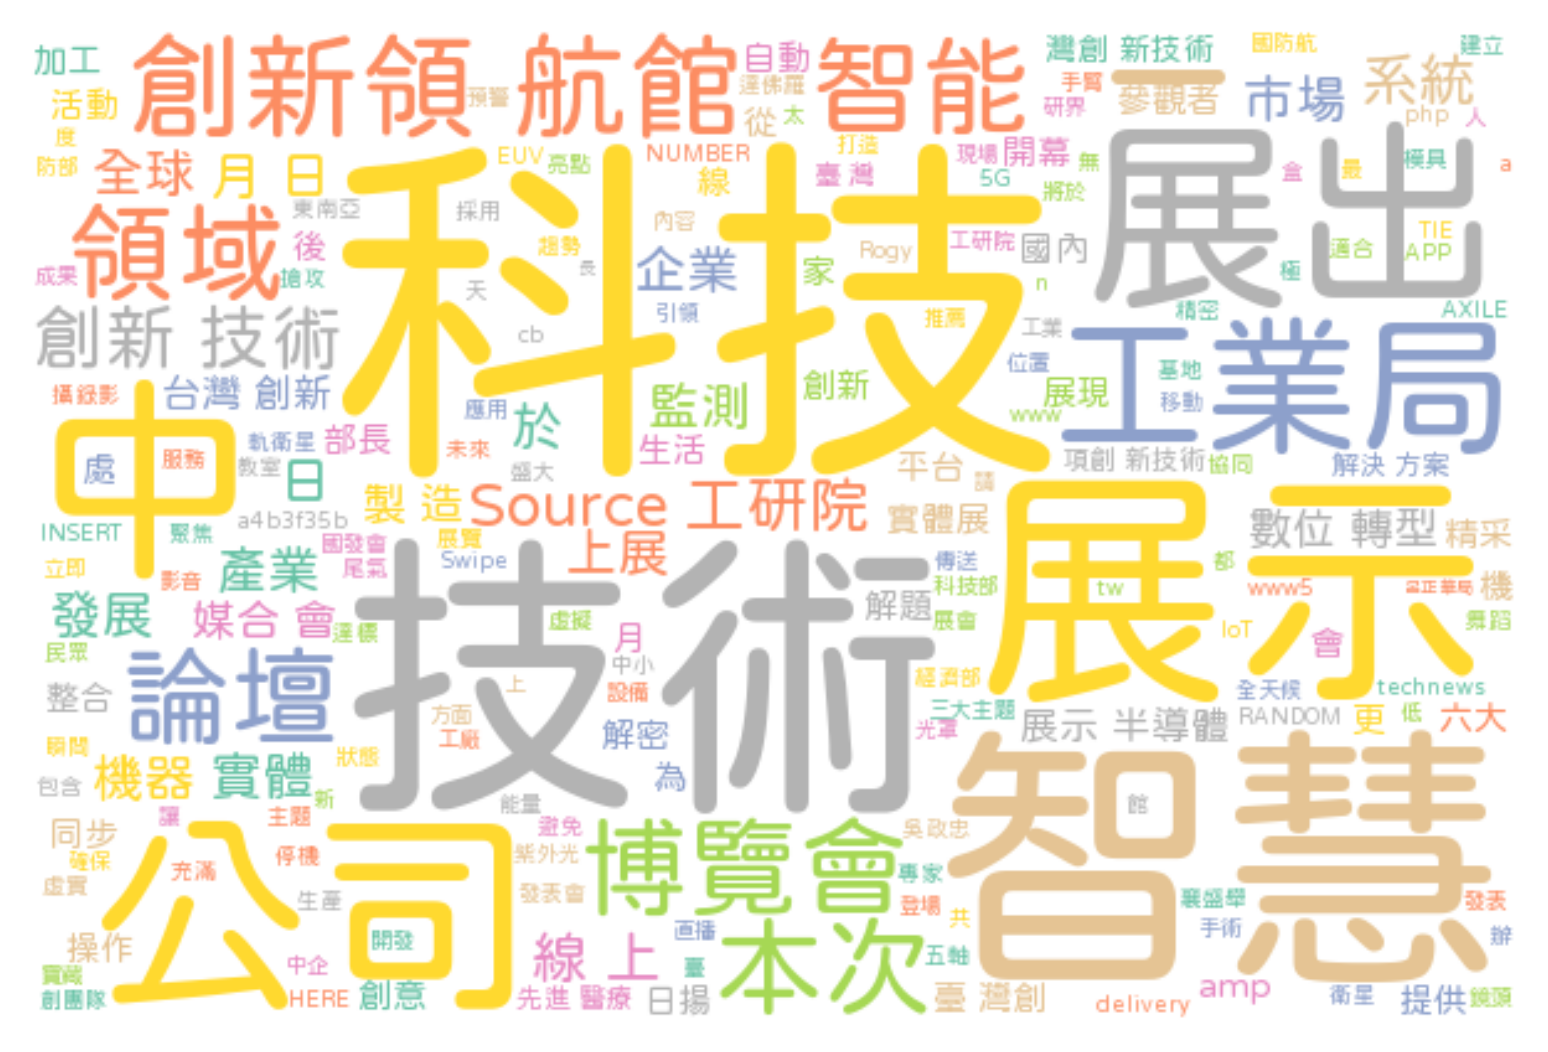 加工
創新領 航館
自動
智能
灣創 新技術
國防航
建立
活動
預警
達佛羅
從
太
手臂
研界
一
參觀者
市場
系統
php
人
度
防部
全球
月 日
EUV
亮點
NUMBER
打造
線
臺灣
現場
開幕
無
5G
將於
展出
盒
最
模具
a
科技
東南亞
採用
內容
領域
後
趨勢
長
企業
家
Rogy
工研院
國內
適合
TIE
APP
極
成果
搶攻
天
n
引領
推薦
精密
AXILE
創新 技術
cb
工業
工業局
位置
基地
移動
攝錄影
台灣 創新
應用
於
監測
創新
展現
www
中
處
服務
軌衛星
部長
未來
生活
教室
日
盛大
平台
請
項創 新技術
協同
解決 方案
製 造
Source 工研院
實體展
展示
數位 轉型
精采
INSERT
聚焦
a4b3f35b
國發會
展覽
上展
立即
影音
產業
尾氣
Swipe
技術
傳送
科技部
都
tw
www5
機
發展
媒合 會
達標
虛擬
月
解題
展會
IoT
會
舞蹈
民眾
中小
整合
論壇
上
設備
經濟部
全天候
technews
方面
工廠
解密
三大主題
光罩
展示 半導體
RANDOM
更
低
六大
瞬間
狀態
包含
機器
實體
新
為
能量
智慧
館
同步
讓
主題
避免
博覽會
吳政忠
確保
充滿
停機
紫外光
專家
虛實
公司
生產
發表會
登場
共
襄盛舉
發表
操作
開發
線 上
直播
本次
五軸
手術
辦
寶藏
中企
臺
創團隊
HERE
創意
先進 醫療
日揚
臺 灣創
delivery
amp
衛星
提供
鏡頭